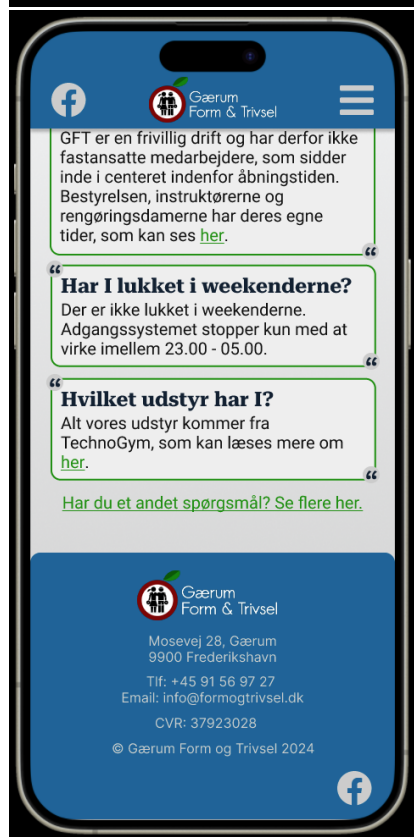 Gærum
Form & Trivsel
GFT er en frivillig drift og har derfor ikke
fastansatte medarbejdere, som sidder
inde i centeret indenfor åbningstiden.
Bestyrelsen, instruktørerne og
rengøringsdamerne har deres egne
tider, som kan ses her.
Har I lukket i weekenderne?
Der er ikke lukket i weekenderne.
Adgangssystemet stopper kun med at
virke imellem 23.00 - 05.00.
Hvilket udstyr har I?
Alt vores udstyr kommer fra
TechnoGym, som kan læses mere om
her.
Har du et andet spørgsmål? Se flere her.
Gærum
Form & Trivsel
Mosevej 28, Gærum
9900 Frederikshavn
Tlf: +45 91 56 97 27
Email: info@formogtrivsel.dk
CVR: 37923028
© Gærum Form og Trivsel 2024